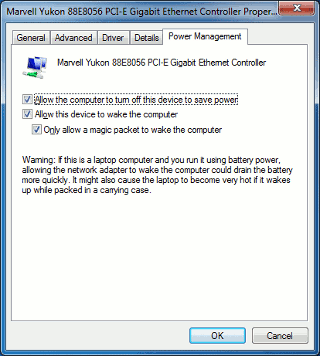 Marvell Yukon 88E8056 PCI-E Gigabit Ethernet Controller Proper...
General Advanced Driver Details Power Management
Marvell Yukon 88E8056 PCI-E Gigabit Ethernet Controller
Allow the computer to turn off this device to save power
Allow this device to wake the computer
Only allow a magic packet to wake the computer
Warning: If this is a laptop computer and you run it using battery power,
allowing the network adapter to wake the computer could drain the battery
more quickly. It might also cause the laptop to become very hot if it wakes
up while packed in a carrying case.
OK Cancel